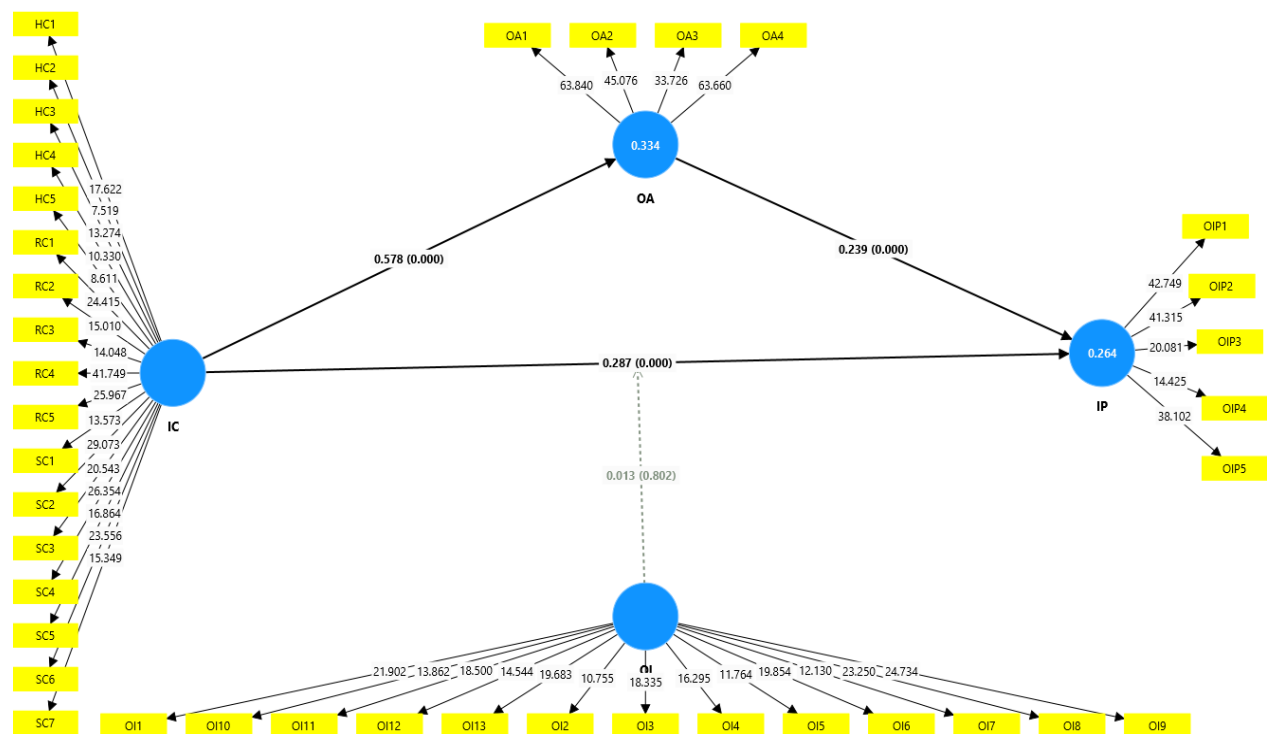 HC1
HC2
HC3
HC4
HC5
RC1
RC2
RC3
RC4
RC5
SC1
SC2
SC3
SC4
SC5
SC6
SC7
17.622
7.519
13.274
10.330
8.611
24.415
15.010
14.048
41.749
25.967
13.573
29.073
20.543
26.354
16.864
23.556
15.349
IC
OA1 OA2 OA3 OA4
63.840 45.076 33.726 63.660
0.334
OA
0.578 (0.000)
0.239 (0.000)
0.287 (0.000)
0.013 (0.802)
0.264
IP
42.749
41.315
20.081
14.425
38.102
OIP1
OIP2
OIP3
OIP4
OIP5
21.902 13.862 18.500 14.544 19.683 10.755 18.335 16.295 11.764 19.854 12.130 23.250 24.734
OI1 OI10 OI11 OI12 OI13 OI2 OI3 OI4 OI5 OI6 OI7 OI8 OI9